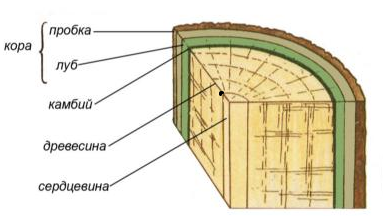 пробка
кора
луб
камбий
древесина
сердцевина